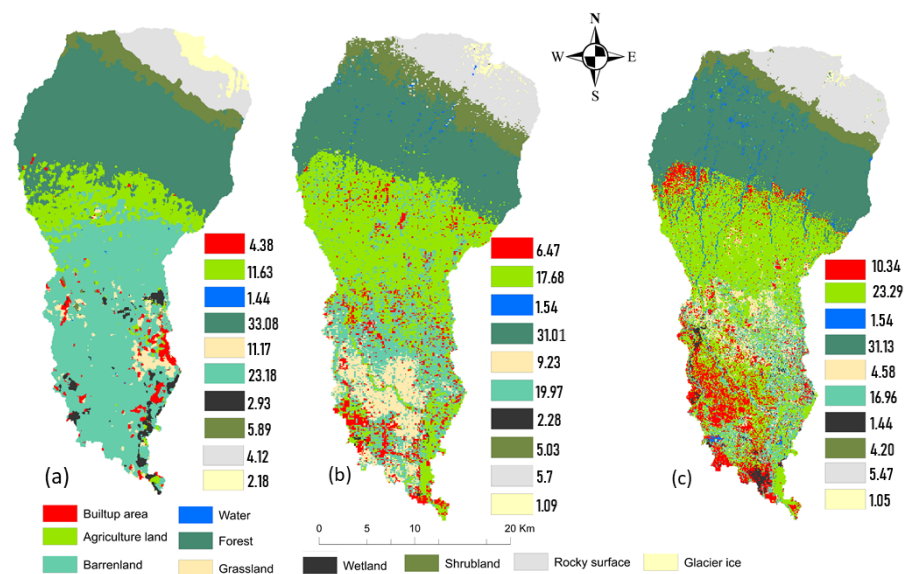 N
W E
S
4.38
11.63
1.44
33.08
11.17
23.18
2.93
5.89
4.12
2.18
(a)
6.47
17.68
1.54
31.01
9.23
19.97
2.28
5.03
5.7
1.09
(b)
10.34
23.29
1.54
31.13
4.58
16.96
1.44
4.20
5.47
1.05
(c)
Builtup area Water
Agriculture land Forest
Barrenland Grassland
0 5 10 20 Km
Wetland Shrubland Rocky surface Glacier ice